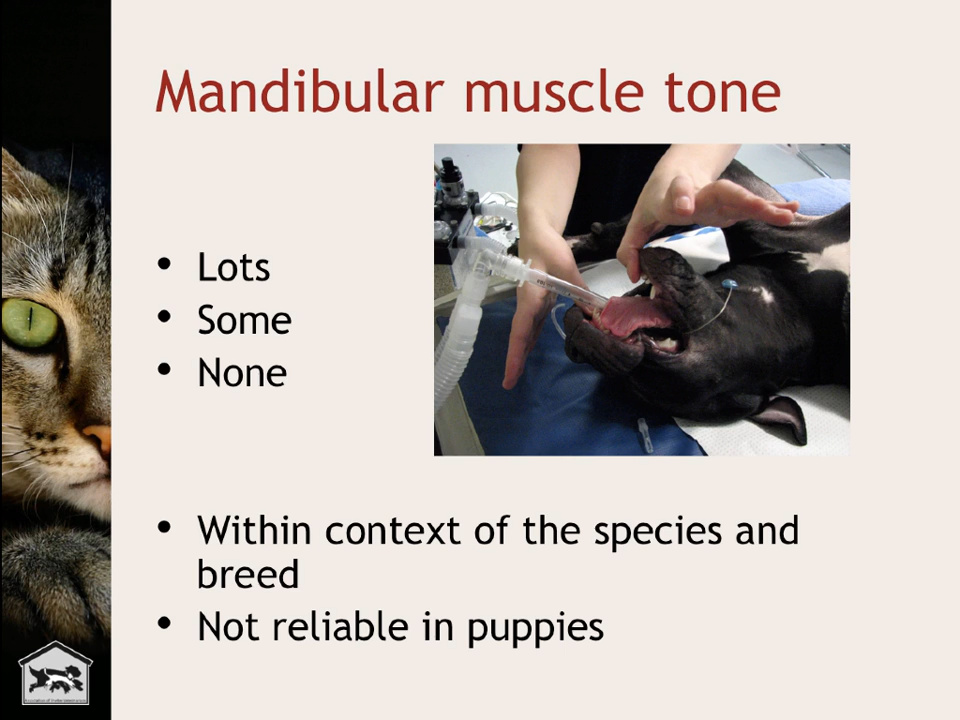 Mandibular muscle tone
• Lots
• Some
• None
• Within context of the species and
breed
• Not reliable in puppies